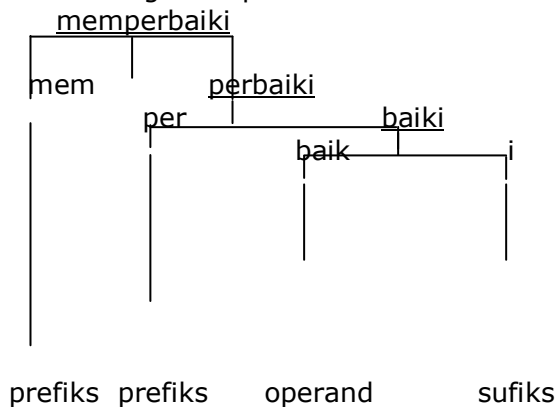 memperbaiki
mem perbaiki
per baiki
baik i
prefiks prefiks operand sufiks